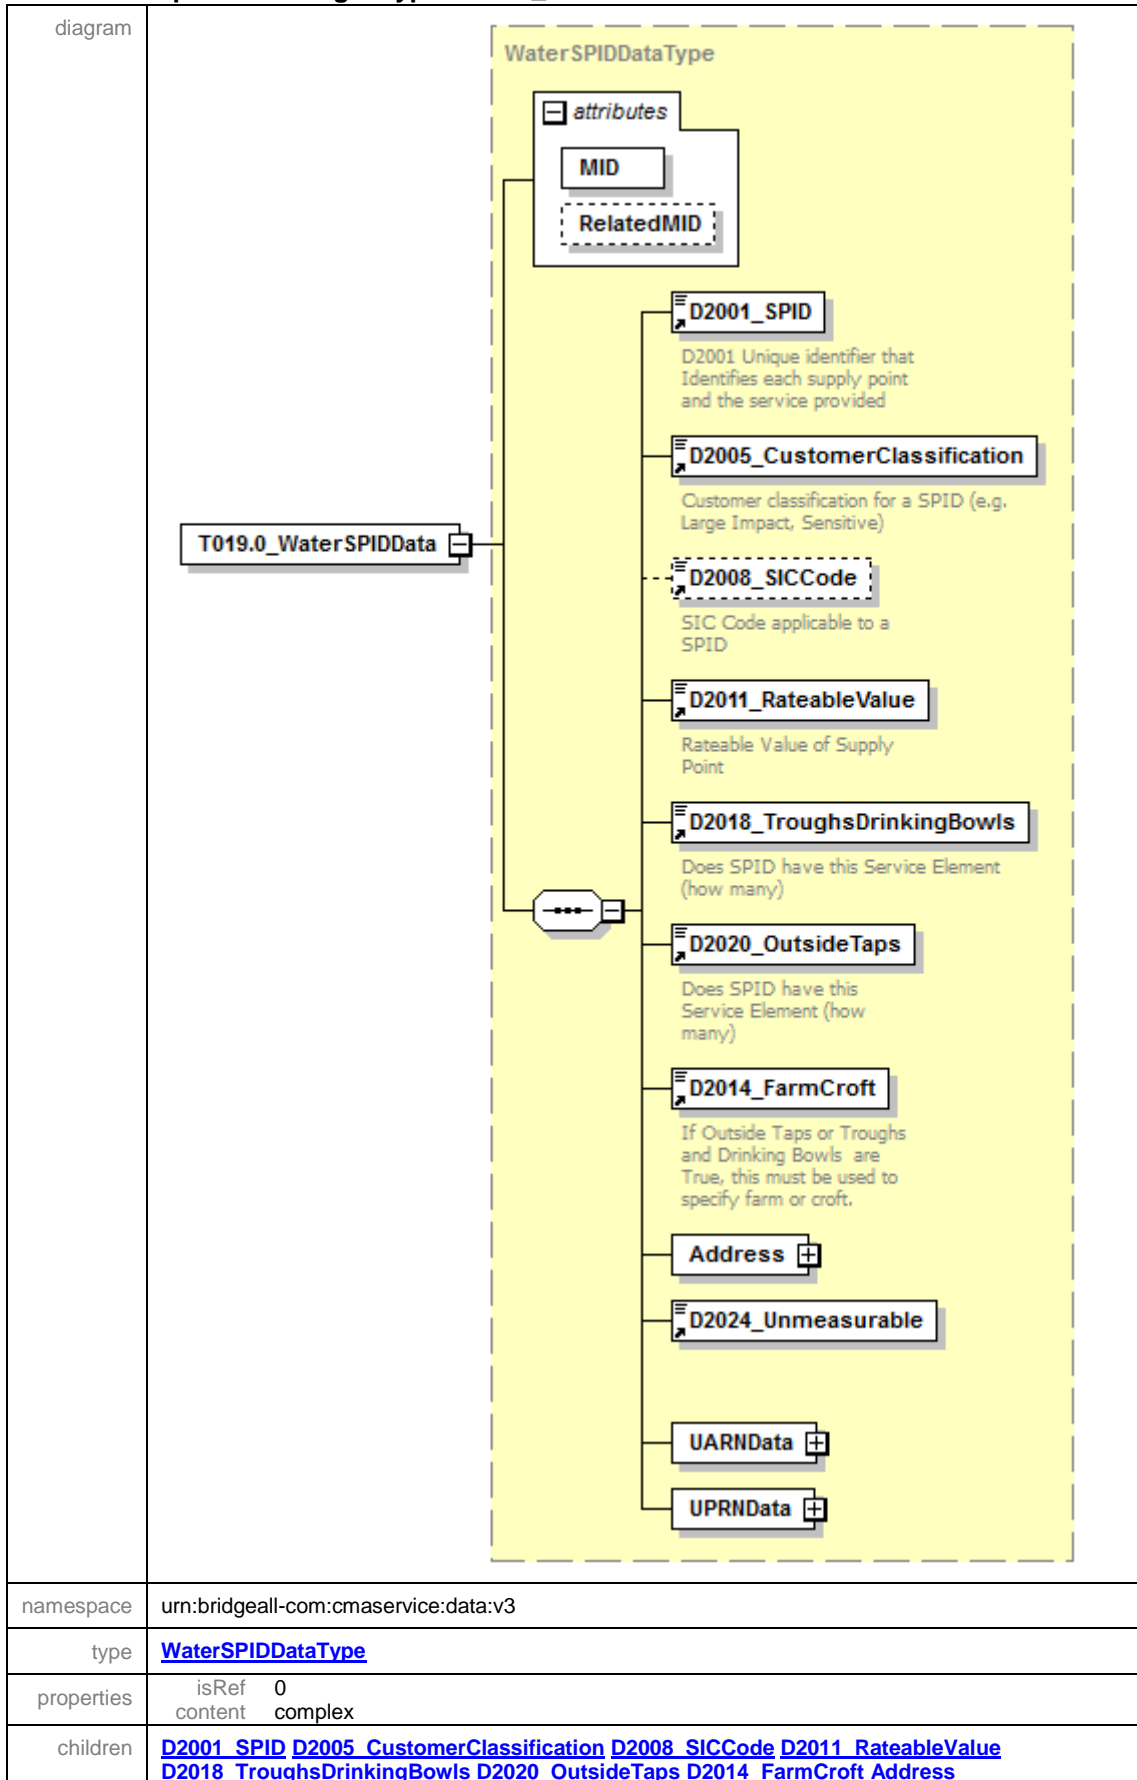 diagram
WaterSPIDDataType
attributes
MID
RelatedMID
D2001_SPID
D2001 Unique identifier that
Identifies each supply point
and the service provided
D2005_CustomerClassification
Customer classification for a SPID (e.g.
Large Impact, Sensitive)
T019.0_WaterSPIDData
D2008_SICCode
SIC Code applicable to a
SPID
D2011_RateableValue
Rateable Value of Supply
Point
D2018_TroughsDrinkingBowls
Does SPID have this Service Element
(how many)
D2020_OutsideTaps
Does SPID have this
Service Element (how
many)
D2014_FarmCroft
If Outside Taps or Troughs
and Drinking Bowls are
True, this must be used to
specify farm or croft.
Address
D2024_Unmeasurable
UARNData
UPRNData
namespace urn:bridgeall-com:cmaservice:data:v3
type WaterSPIDDataType
properties isRef 0
content complex
children D2001_SPID D2005_CustomerClassification D2008_SICCode D2011_RateableValue
D2018_TroughsDrinkingBowls D2020_OutsideTaps D2014_FarmCroft Address